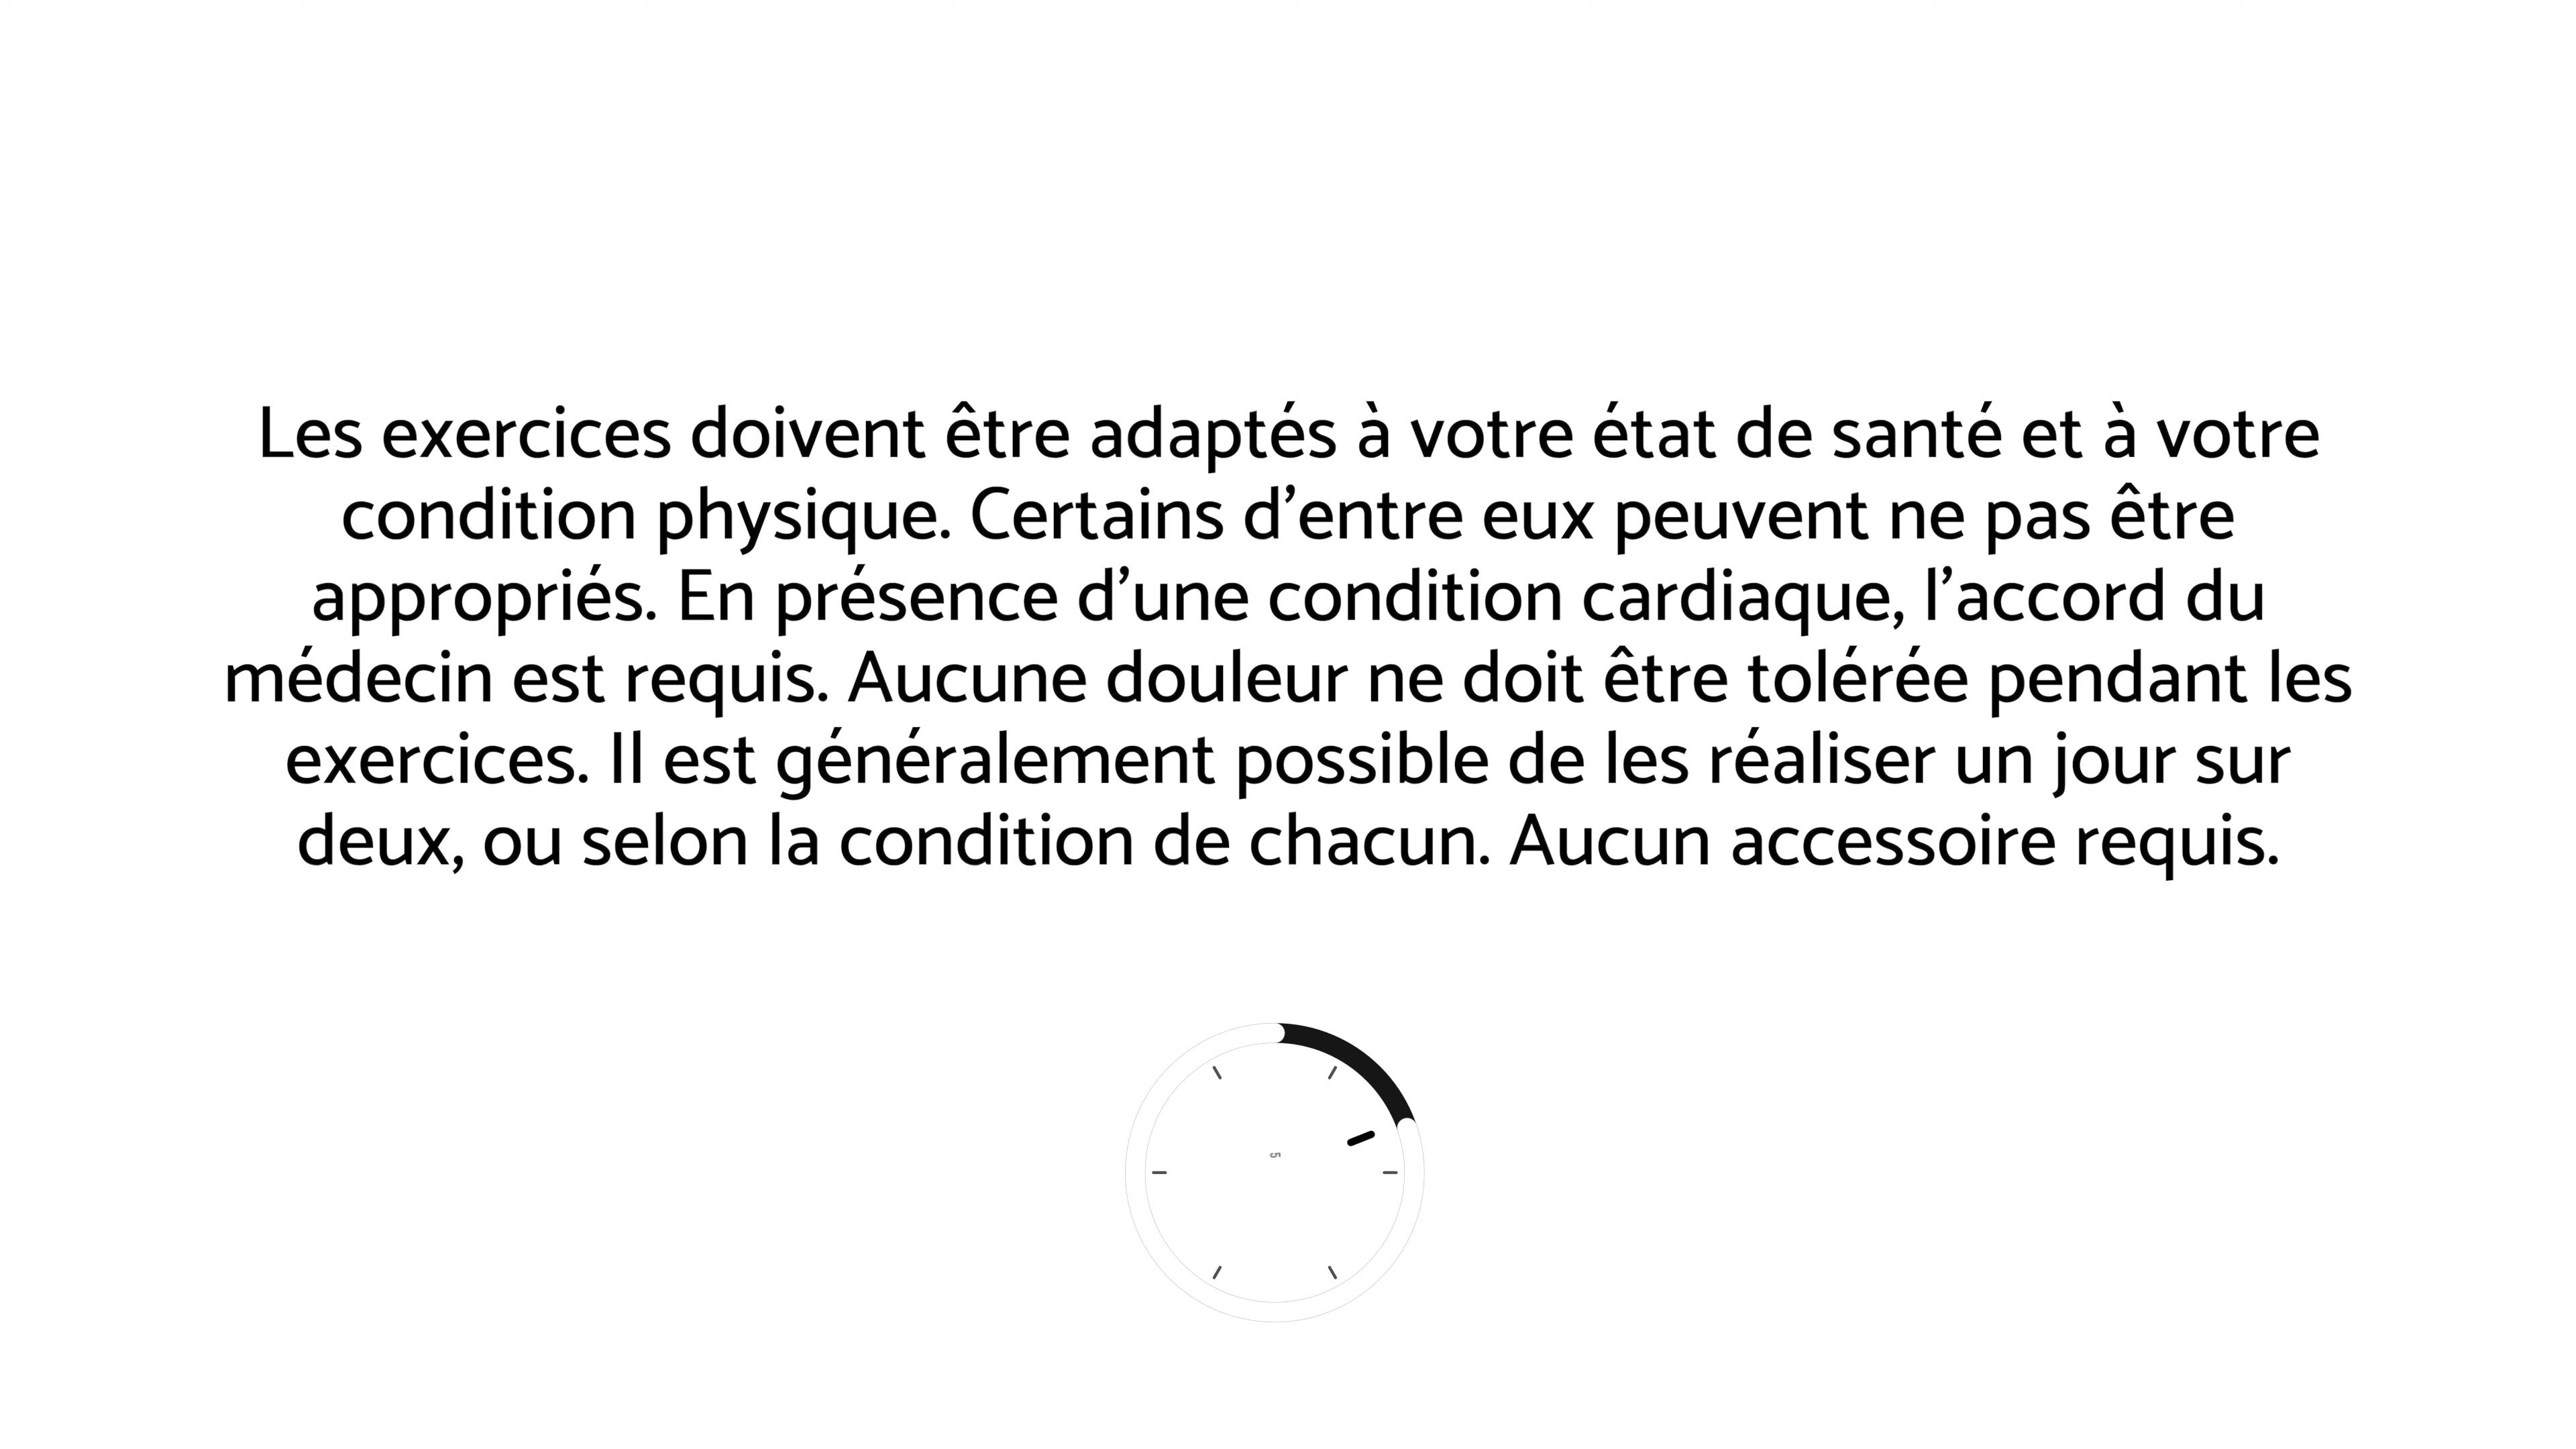 Les exercices doivent être adaptés à votre état de santé et à votre
condition physique. Certains d’entre eux peuvent ne pas être
appropriés. En présence d’une condition cardiaque, l’accord du
médecin est requis. Aucune douleur ne doit être tolérée pendant les
exercices. Il est généralement possible de les réaliser un jour sur
deux, ou selon la condition de chacun. Aucun accessoire requis.
5